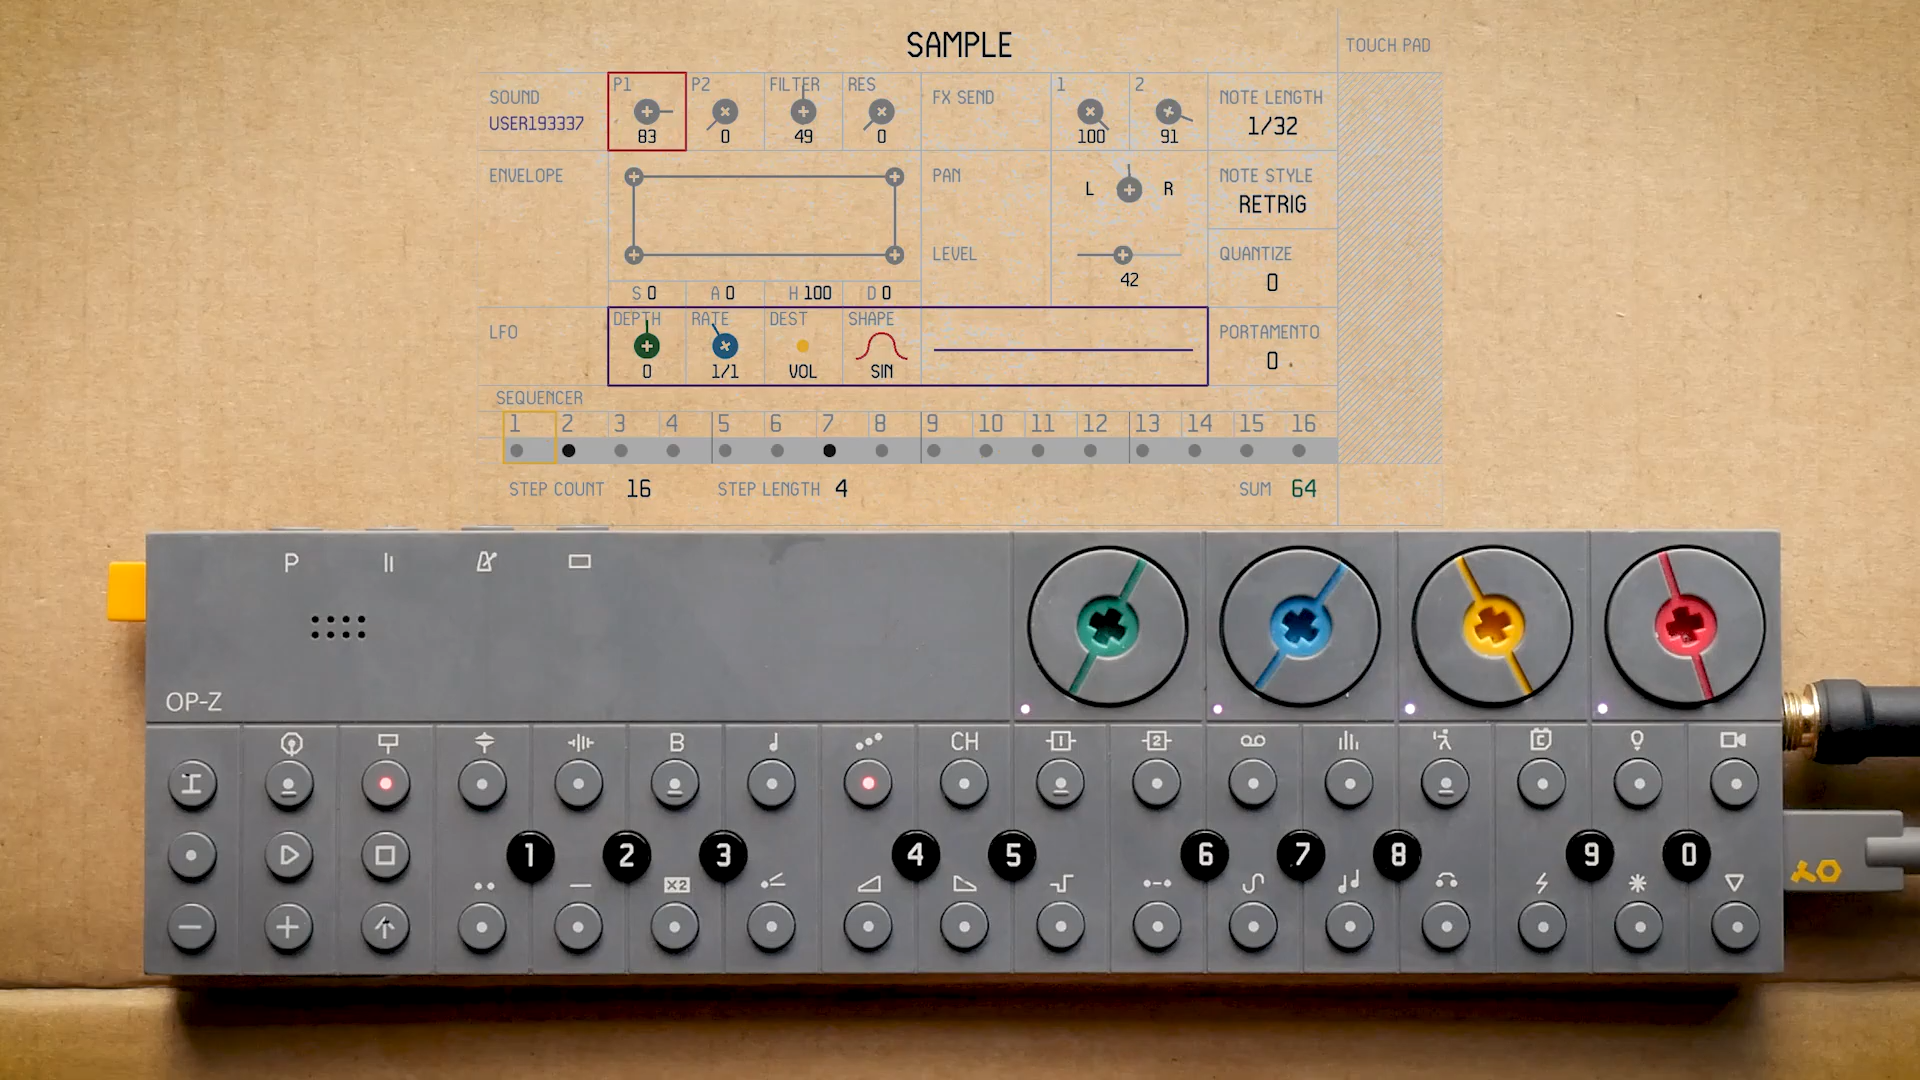 SAMPLE
TOUCH PAD
SOUND
USER193337
P1
83
P2
0
FILTER
49
RES
0
FX SEND
1
100
2
91
NOTE LENGTH
1/32
ENVELOPE
PAN
L R
NOTE STYLE
RETRIG
LEVEL
42
QUANTIZE
0
S 0 A 0 H 100 D 0
LFO
DEPTH
0
RATE
1/1
DEST
VOL
SHAPE
SIN
PORTAMENTO
0
SEQUENCER
1 2 3 4 5 6 7 8 9 10 11 12 13 14 15 16
STEP COUNT 16 STEP LENGTH 4 SUM 64
P
OP-Z
B CH 1 2 C
1 2 3 4 5 6 7 8 9 0
X2